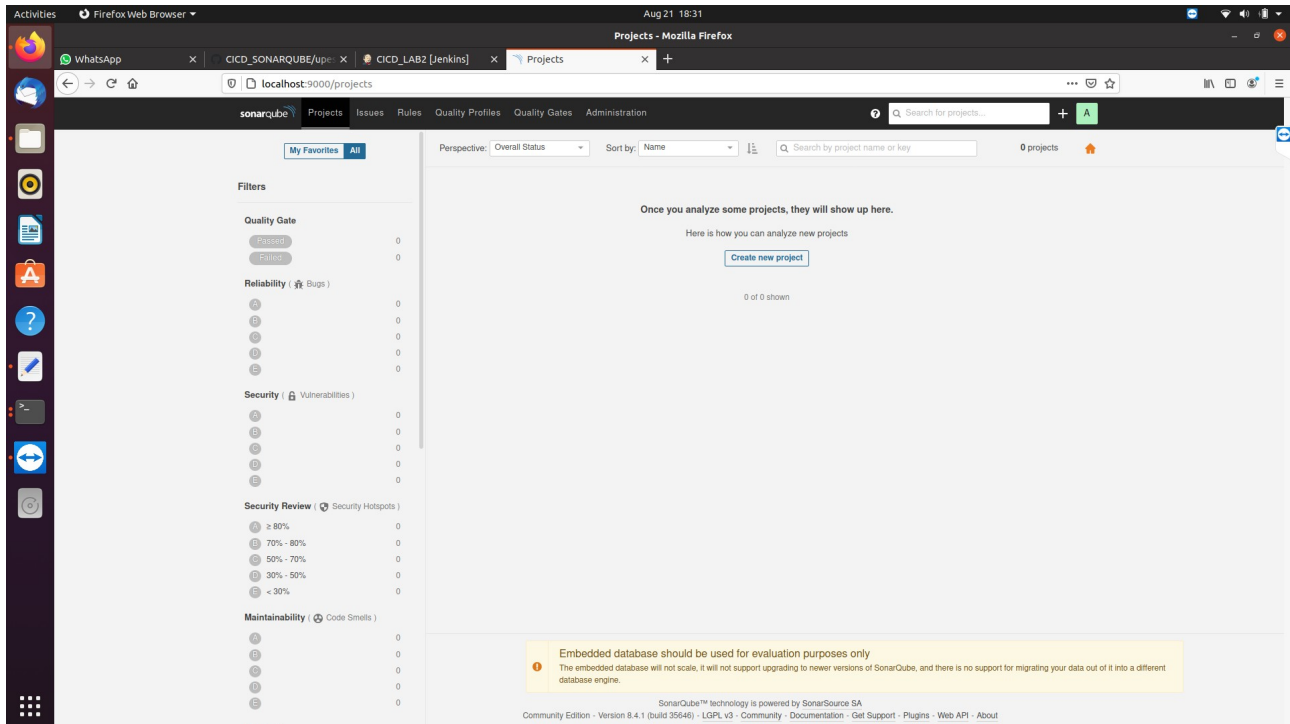 Activities Firefox Web Browser Aug 21 18:31
Projects - Mozilla Firefox
WhatsApp CICD_SONARQUBE/upe CICD_LAB2 [Jenkins] Projects
localhost:9000/projects
sonarqube Projects Issues Rules Quality Profiles Quality Gates Administration Search for projects... A
My Favorites All Perspective: Overall Status Sort by: Name Search by project name or key 0 projects
Filters
Once you analyze some projects, they will show up here.
Here is how you can analyze new projects
Create new project
0 of 0 shown
Quality Gate
Passed 0
Failed 0
Reliability ( Bugs )
A 0
B 0
C 0
D 0
E 0
Security ( Vulnerabilities )
A 0
B 0
C 0
D 0
E 0
Security Review ( Security Hotspots )
A ≥ 80% 0
B 70% - 80% 0
C 50% - 70% 0
D 30% - 50% 0
E < 30% 0
Maintainability ( Code Smells )
A 0
B 0
C 0
D 0
E 0
Embedded database should be used for evaluation purposes only
The embedded database will not scale, it will not support upgrading to newer versions of SonarQube, and there is no support for migrating your data out of it into a different
database engine.
SonarQube™ technology is powered by SonarSource SA
Community Edition - Version 8.4.1 (build 35646) - LGPL v3 - Community - Documentation - Get Support - Plugins - Web API - About